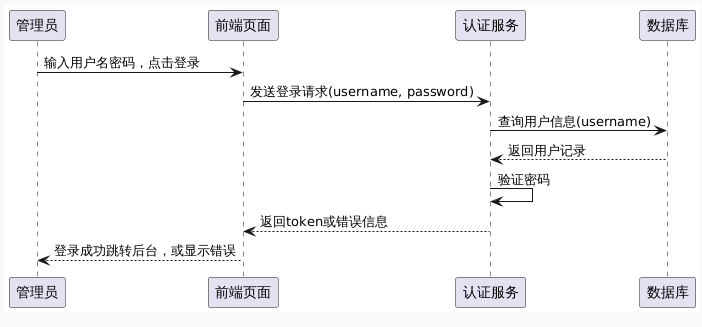 管理员 前端页面 认证服务 数据库
输入用户名密码，点击登录
发送登录请求(username, password)
查询用户信息(username)
返回用户记录
验证密码
返回token或错误信息
登录成功跳转后台，或显示错误
管理员 前端页面 认证服务 数据库